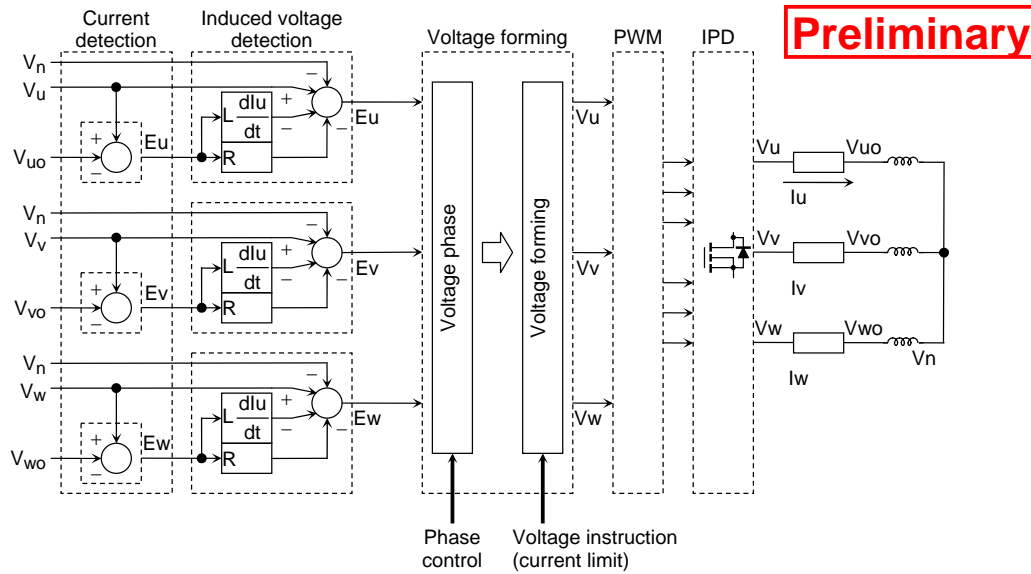 Preliminary
Current
detection
Induced voltage
detection
Voltage forming
PWM
IPD
Vn
Vu
Vuo
+
−
Eu
L dIu
dt
R
−
+
−
−
Eu
Vn
Vv
Vvo
+
−
Ev
L dIu
dt
R
−
+
−
−
Ev
Vn
Vw
Vwo
+
−
Ew
L dIu
dt
R
−
+
−
−
Ew
Voltage phase
Voltage forming
Vu
Vv
Vw
Vu
Vuo
Iu
Vv
Vvo
Iv
Vw
Vwo
Iw
Vn
Phase
control
Voltage instruction
(current limit)